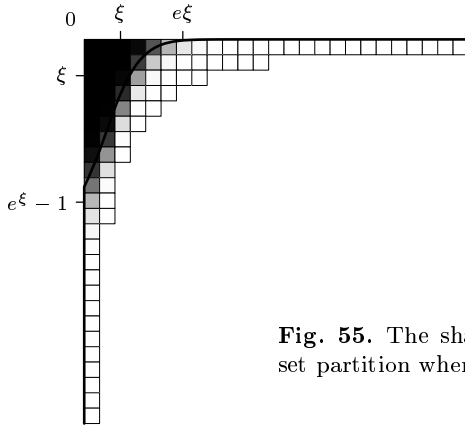 0 ξ eξ
ξ
e^ξ − 1
Fig. 55. The sha
set partition when